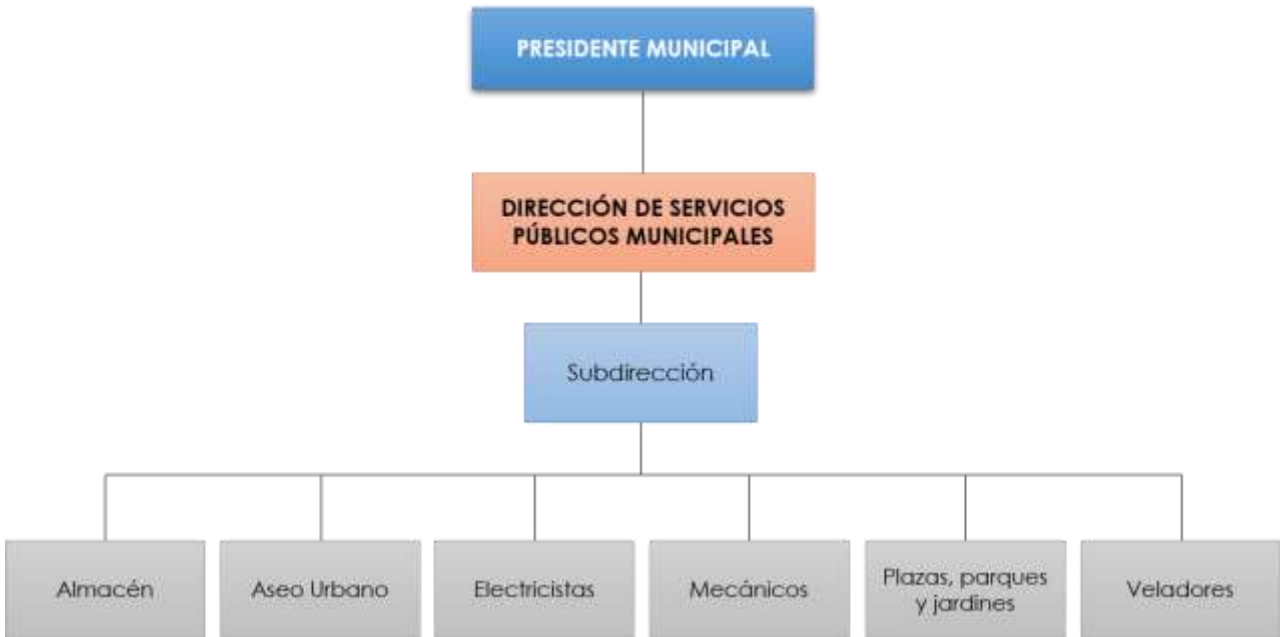 PRESIDENTE MUNICIPAL
DIRECCIÓN DE SERVICIOS
PÚBLICOS MUNICIPALES
Subdirección
Almacén
Aseo Urbano
Electricistas
Mecánicos
Plazas, parques
y jardines
Veladores